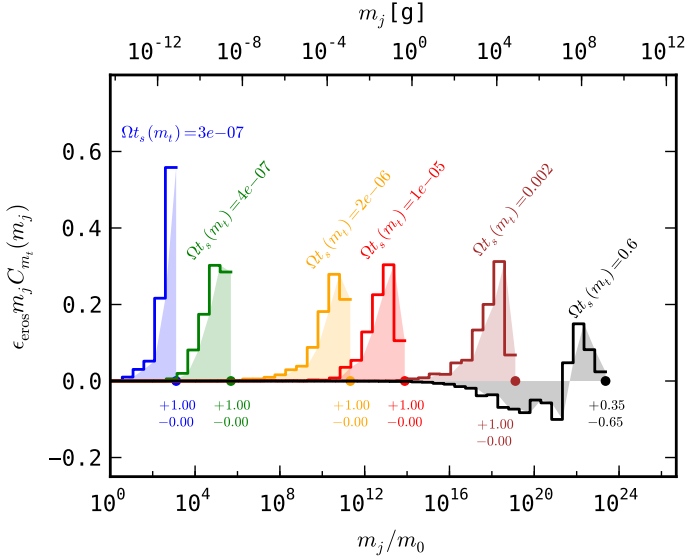 m_j [g]
10^-12 10^-8 10^-4 10^0 10^4 10^8 10^12
ϵ_eros m_j C_{m_t}(m_j)
0.6
0.4
0.2
0.0
−0.2
Ωt_s(m_t)=3e−07
Ωt_s(m_t)=4e−07
Ωt_s(m_t)=2e−06
Ωt_s(m_t)=1e−05
Ωt_s(m_t)=0.002
Ωt_s(m_t)=0.6
+1.00
−0.00
+1.00
−0.00
+1.00
−0.00
+1.00
−0.00
+1.00
−0.00
+0.35
−0.65
10^0 10^4 10^8 10^12 10^16 10^20 10^24
m_j/m_0